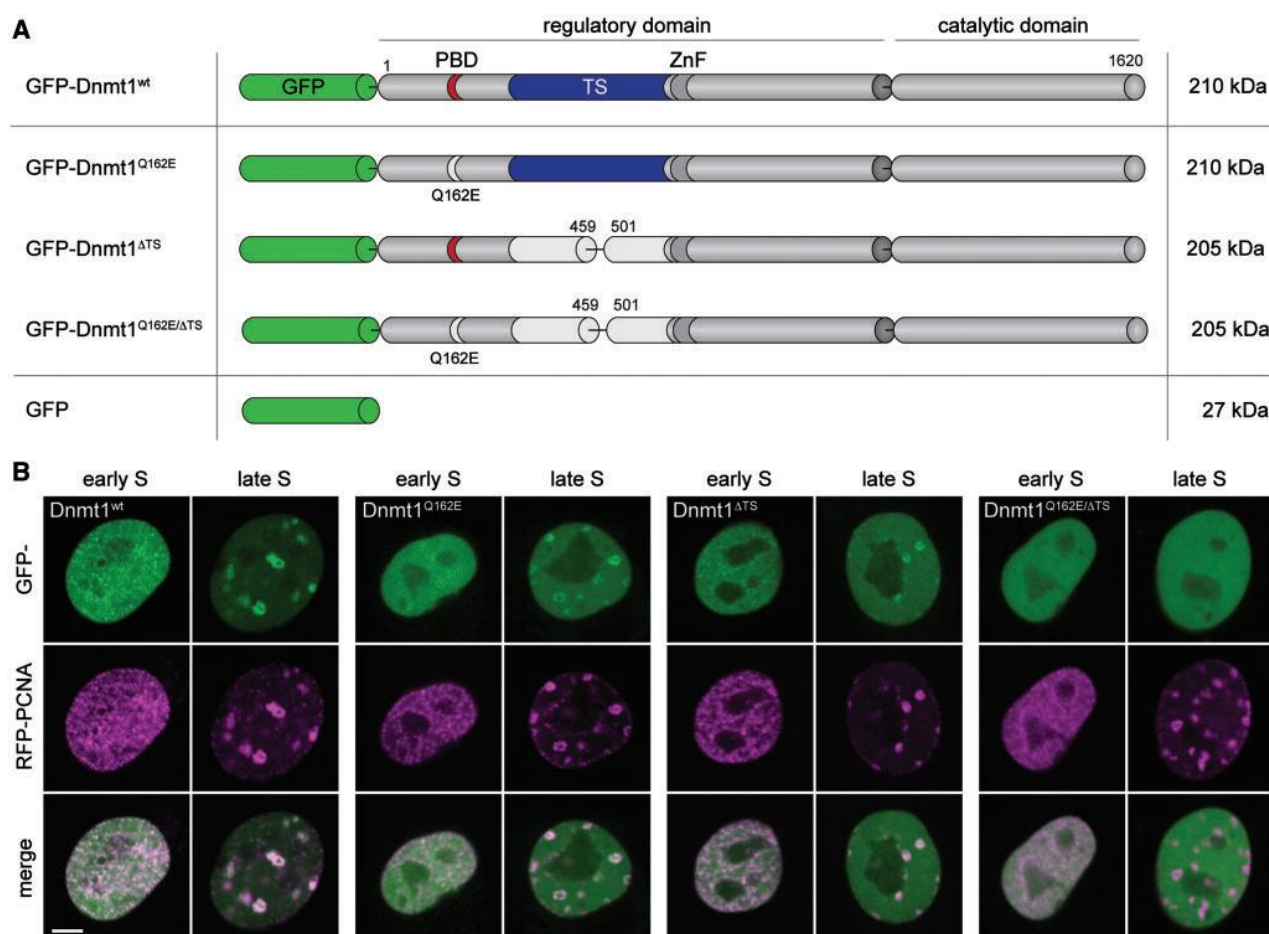 A
regulatory domain
catalytic domain
GFP-Dnmt1wt
GFP
1
PBD
TS
ZnF
1620
210 kDa
GFP-Dnmt1Q162E
Q162E
210 kDa
GFP-Dnmt1ΔTS
459
501
205 kDa
GFP-Dnmt1Q162E/ΔTS
Q162E
459
501
205 kDa
GFP
27 kDa
B
early S
late S
early S
late S
early S
late S
early S
late S
GFP-
Dnmt1wt
Dnmt1Q162E
Dnmt1ΔTS
Dnmt1Q162E/ΔTS
RFP-PCNA
merge